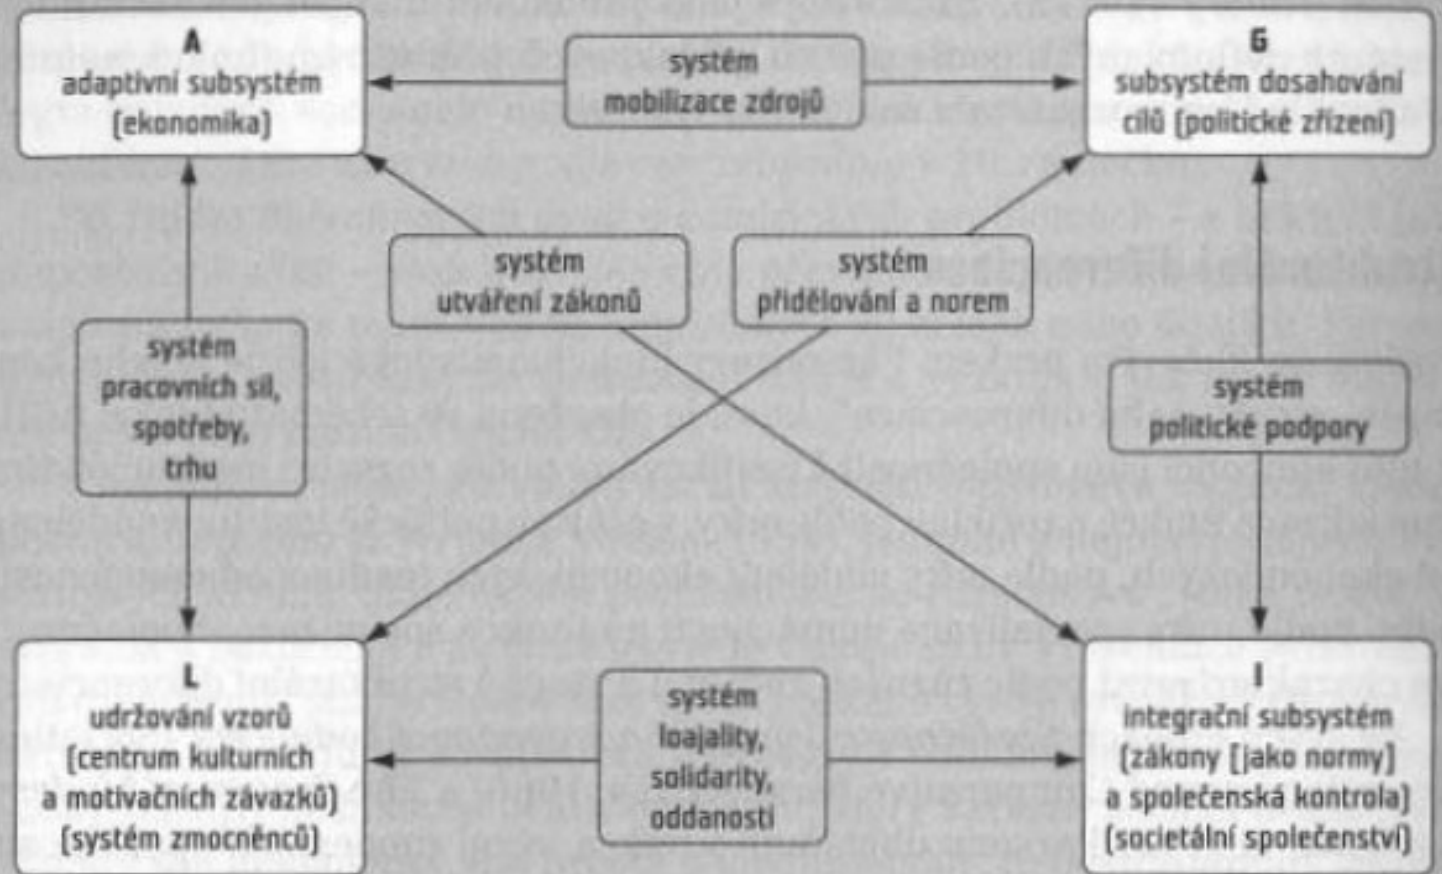 A
adaptivní subsystém
(ekonomika)
systém
mobilizace zdrojů
G
subsystém dosahování
cílů (politické zřízení)
systém
utváření zákonů
systém
přidělování a norem
systém
pracovních sil,
spotřeby,
trhu
systém
politické podpory
L
udržování vzorů
(centrum kulturních
a motivačních závazků)
(systém zmocněnců)
systém
loajality,
solidarity,
oddanosti
I
integrační subsystém
(zákony [jako normy]
a společenská kontrola)
(societální společenství)